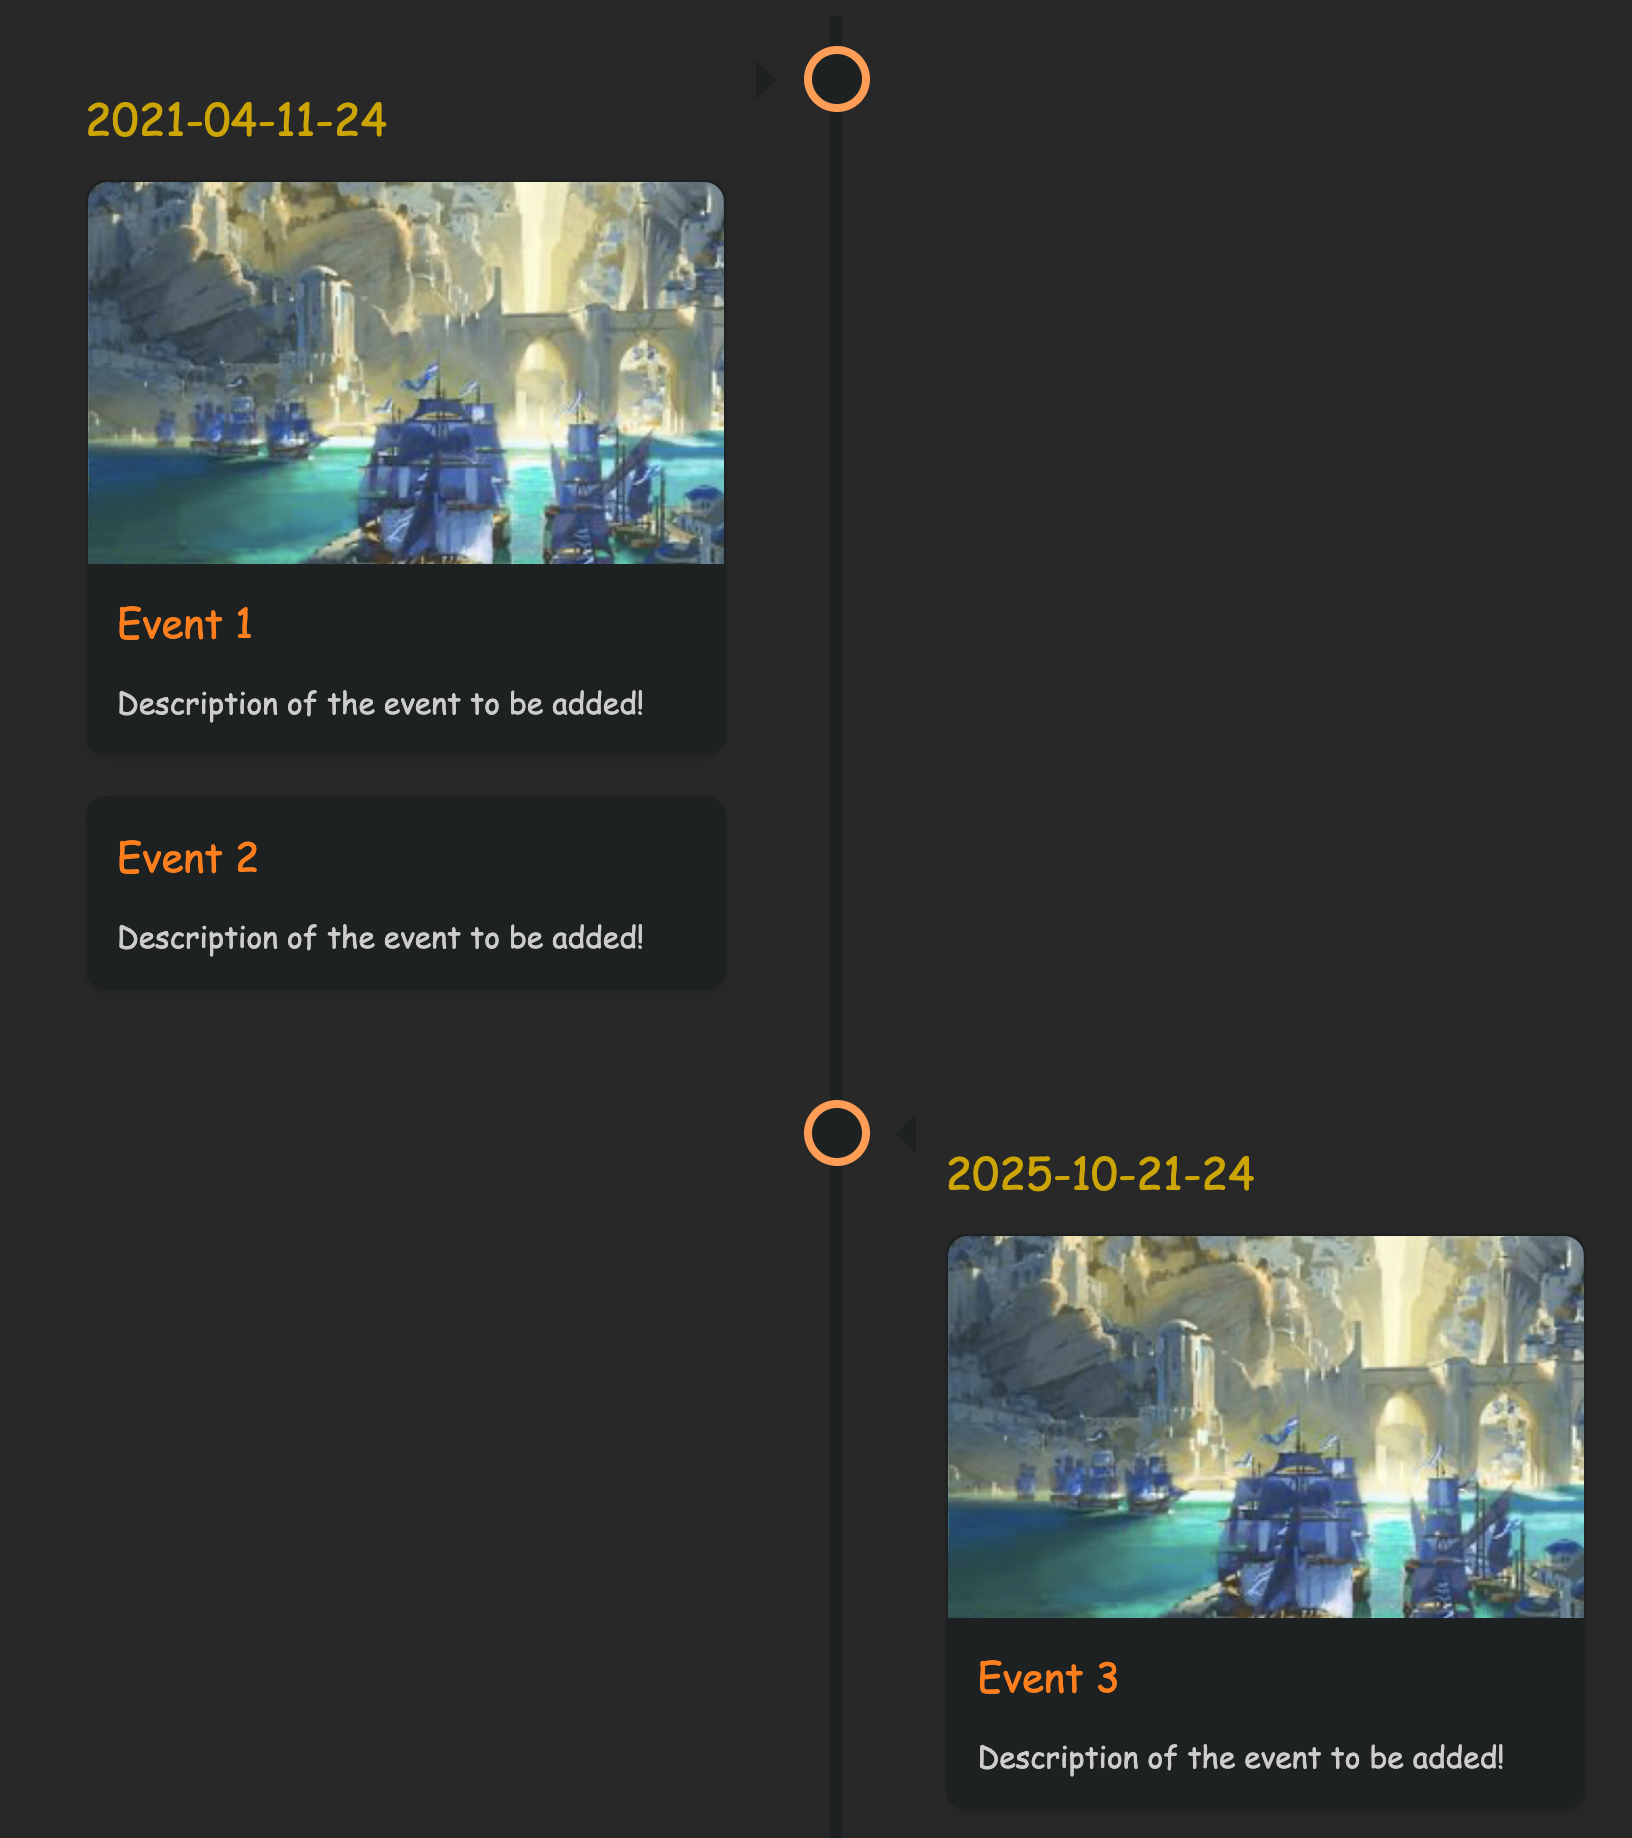 2021-04-11-24
Event 1
Description of the event to be added!
Event 2
Description of the event to be added!
2025-10-21-24
Event 3
Description of the event to be added!